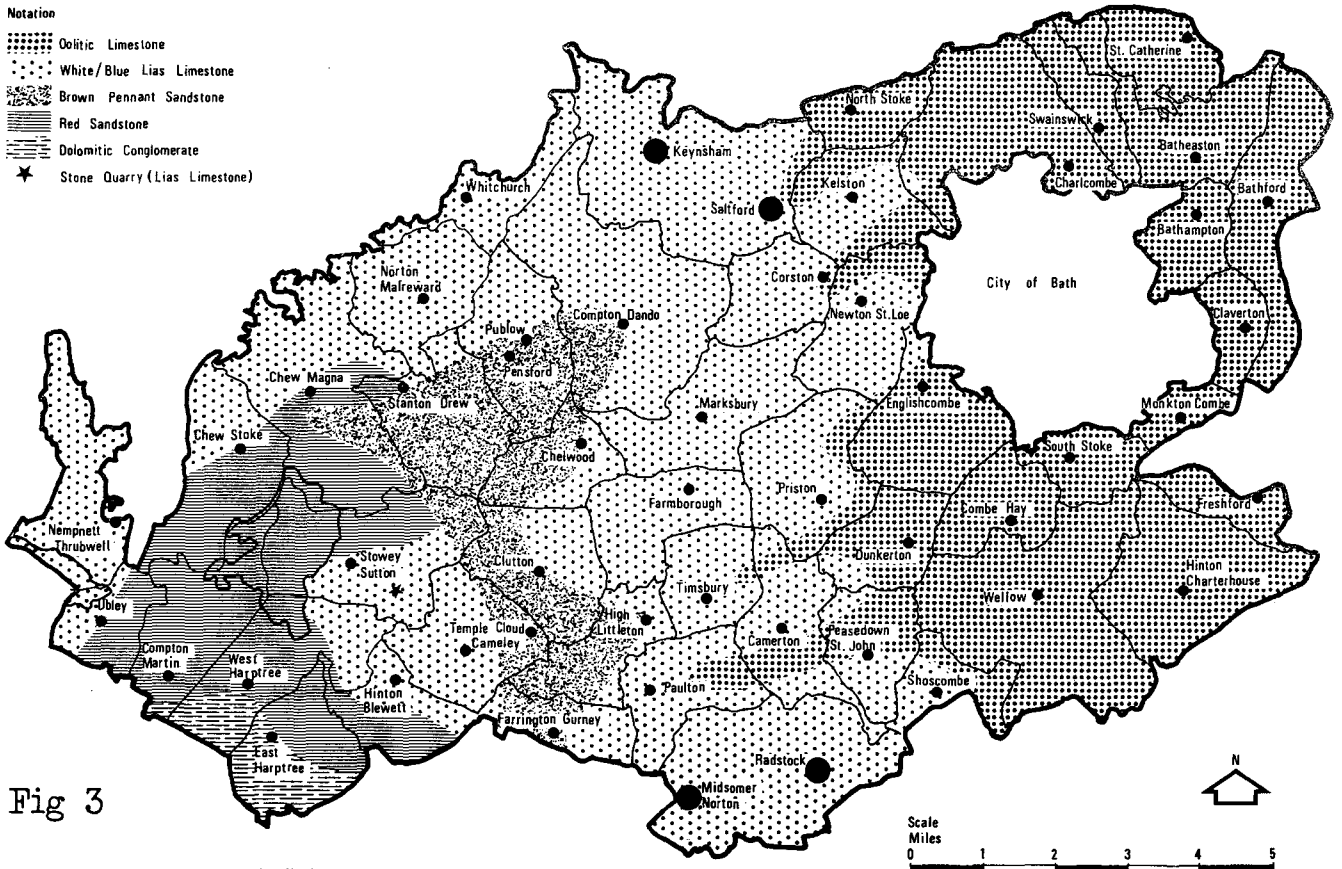 Notation
Oolitic Limestone
White/Blue Lias Limestone
Brown Pennant Sandstone
Red Sandstone
Dolomitic Conglomerate
Stone Quarry (Lias Limestone)
St. Catherine
North Stoke
Swainswick
Keynsham
Batheaston
Whitchurch
Kelston
Charlcombe
Bathford
Saltford
Bathampton
Norton
Malreward
Corston
City of Bath
Newton St. Loe
Compton Dando
Claverton
Publow
Pensford
Chew Magna
Stanton Drew
Englishcombe
Marksbury
Monkton Combe
Chew Stoke
Chelwood
South Stoke
Farmborough
Priston
Combe Hay
Freshford
Nempnett
Thrubwell
Dunkerton
Stowey
Sutton
Clutton
Hinton
Charterhouse
Timsbury
Wellow
Ubley
High
Littleton
Temple Cloud
Cameley
Camerton
Peasedown
St. John
Compton
Martin
West
Harptree
Hinton
Blewett
Paulton
Shoscombe
Farrington Gurney
East
Harptree
Radstock
Midsomer
Norton
N
Fig 3
Scale
Miles
0 1 2 3 4 5